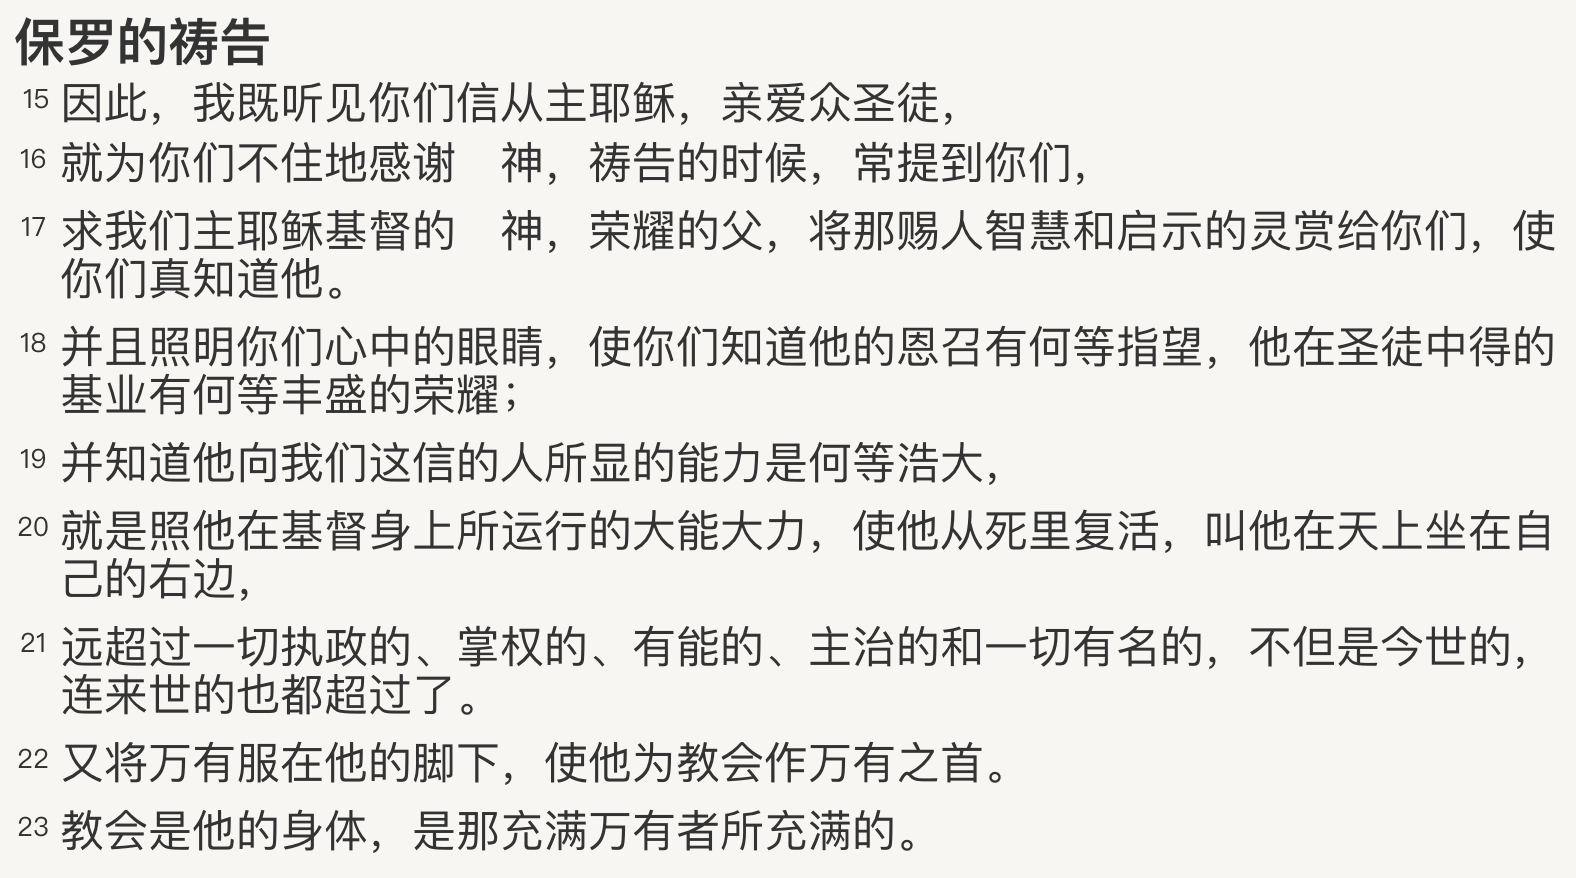 保罗的祷告
15 因此，我既听见你们信从主耶稣，亲爱众圣徒，
16 就为你们不住地感谢　神，祷告的时候，常提到你们，
17 求我们主耶稣基督的　神，荣耀的父，将那赐人智慧和启示的灵赏给你们，使
你们真知道他。
18 并且照明你们心中的眼睛，使你们知道他的恩召有何等指望，他在圣徒中得的
基业有何等丰盛的荣耀；
19 并知道他向我们这信的人所显的能力是何等浩大，
20 就是照他在基督身上所运行的大能大力，使他从死里复活，叫他在天上坐在自
己的右边，
21 远超过一切执政的、掌权的、有能的、主治的和一切有名的，不但是今世的，
连来世的也都超过了。
22 又将万有服在他的脚下，使他为教会作万有之首。
23 教会是他的身体，是那充满万有者所充满的。